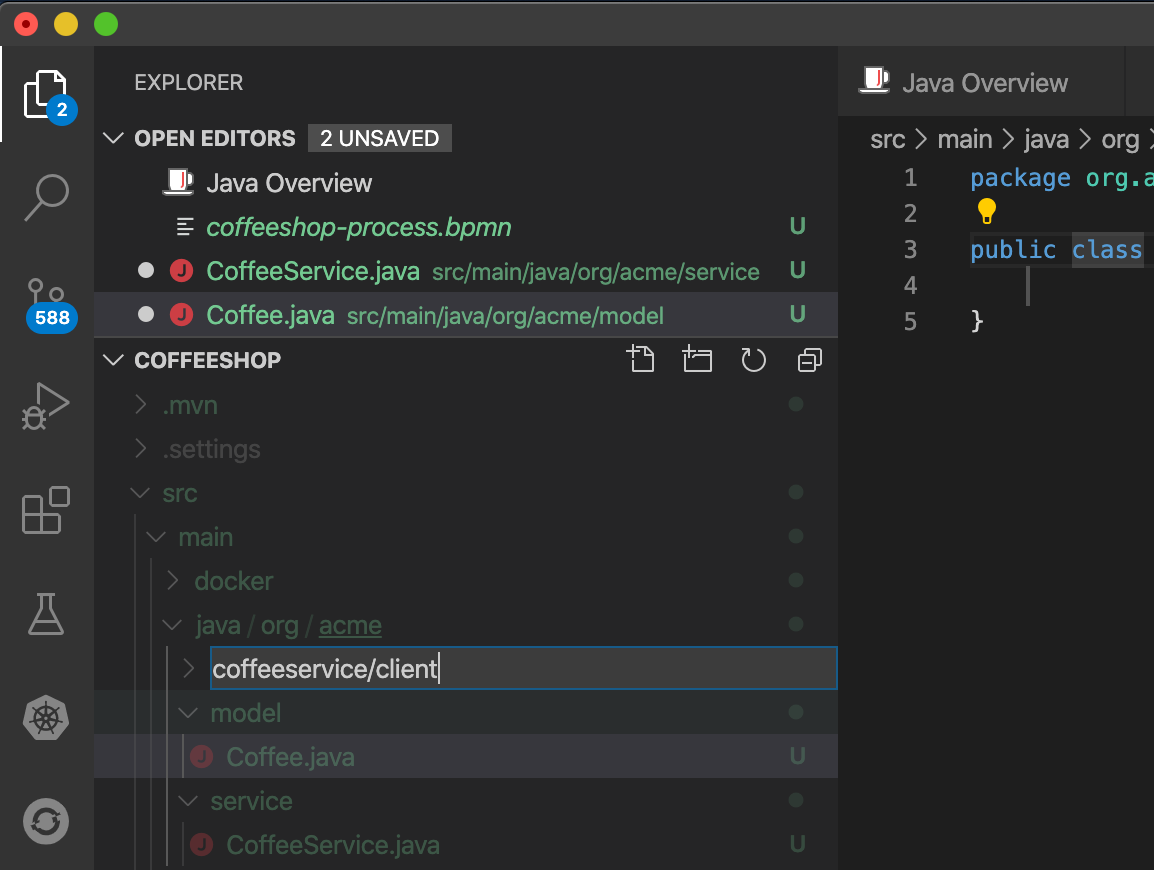 EXPLORER
OPEN EDITORS 2 UNSAVED
Java Overview
coffeeshop-process.bpmn U
CoffeeService.java src/main/java/org/acme/service U
Coffee.java src/main/java/org/acme/model U
COFFEESHOP
.mvn
.settings
src
main
docker
java / org / acme
coffeeservice/client
model
Coffee.java U
service
CoffeeService.java U
2
588
Java Overview
src > main > java > org >
1 package org.a
2
3 public class
4
5 }